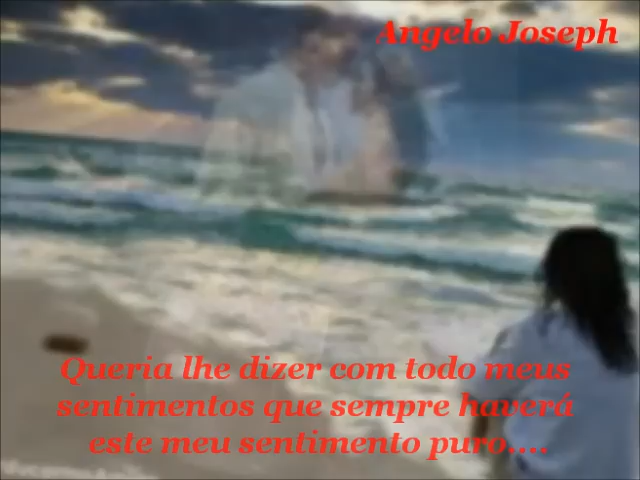 Angelo Joseph
Queria lhe dizer com todo meus
sentimentos que sempre haverá
este meu sentimento puro....